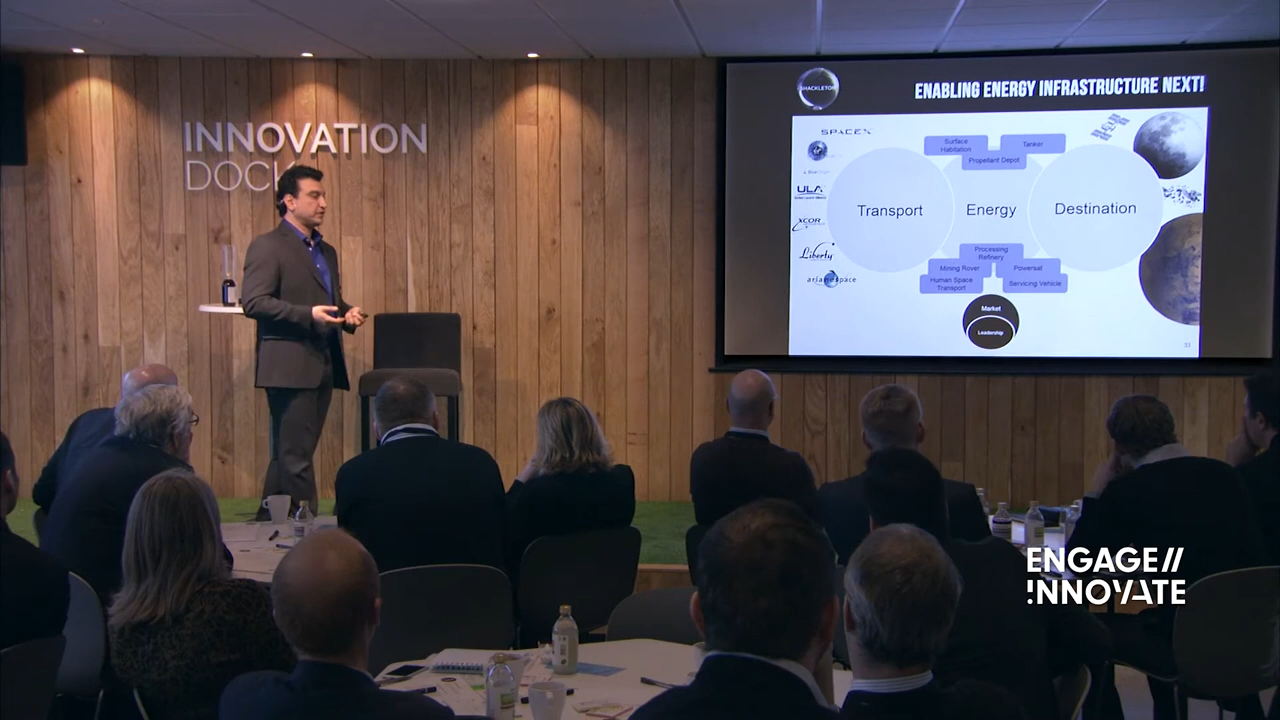 INNOVATION
DOCK
SHACKLETON
ENABLING ENERGY INFRASTRUCTURE NEXT!
SPACEX
ULA
XCOR
Liberty
arianespace
Surface
Habitation
Tanker
Propellant Depot
Transport
Energy
Destination
Processing
Refinery
Mining Rover
Powersat
Human Space
Transport
Servicing Vehicle
Market
Leadership
33
ENGAGE//
!NNOVATE